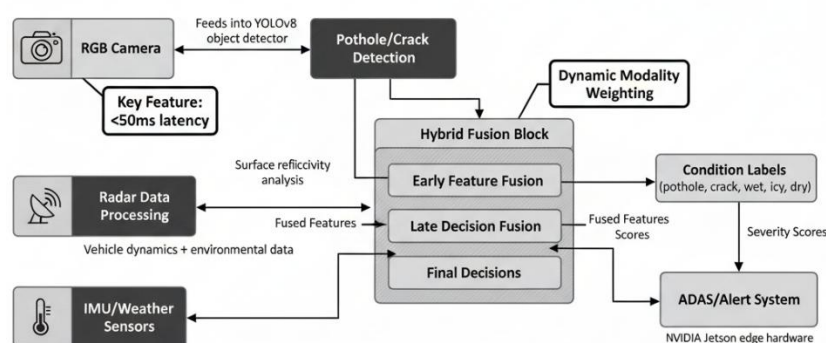 Feeds into YOLOv8
object detector
RGB Camera
Pothole/Crack
Detection
Key Feature:
<50ms latency
Dynamic Modality
Weighting
Hybrid Fusion Block
Surface refliccivity
analysis
Early Feature Fusion
Condition Labels
(pothole, crack, wet, icy, dry)
Radar Data
Processing
Fused Features
Late Decision Fusion
Fused Features
Scores
Severity Scores
Vehicle dynamics + environmental data
Final Decisions
IMU/Weather
Sensors
ADAS/Alert System
NVIDIA Jetson edge hardware